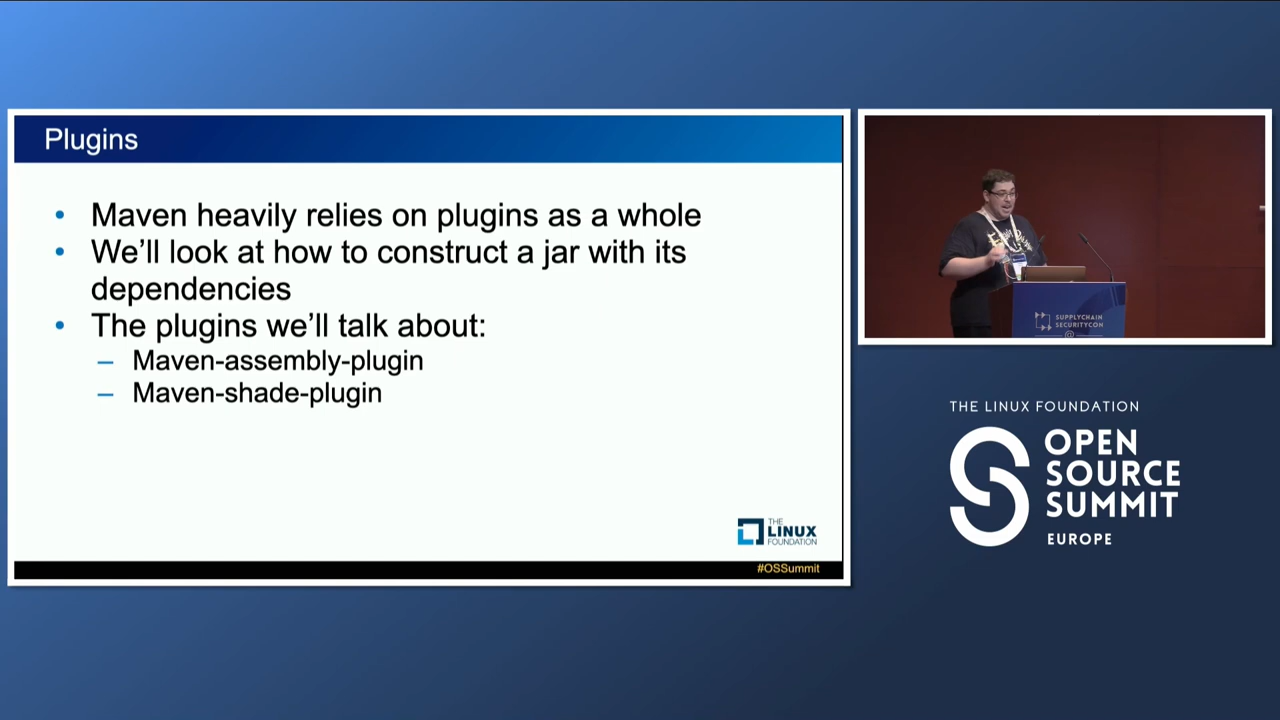 Plugins
• Maven heavily relies on plugins as a whole
• We’ll look at how to construct a jar with its
dependencies
• The plugins we’ll talk about:
– Maven-assembly-plugin
– Maven-shade-plugin
THE
LINUX
FOUNDATION
#OSSummit
SUPPLYCHAIN
SECURITYCON
@
THE LINUX FOUNDATION
OPEN
SOURCE
SUMMIT
EUROPE